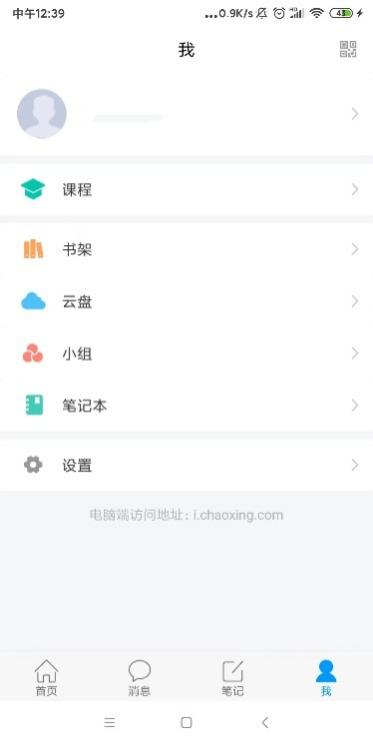 中午12:39
...0.9K/s
HD
43
我
课程
书架
云盘
小组
笔记本
设置
电脑端访问地址：i.chaoxing.com
首页
消息
笔记
我